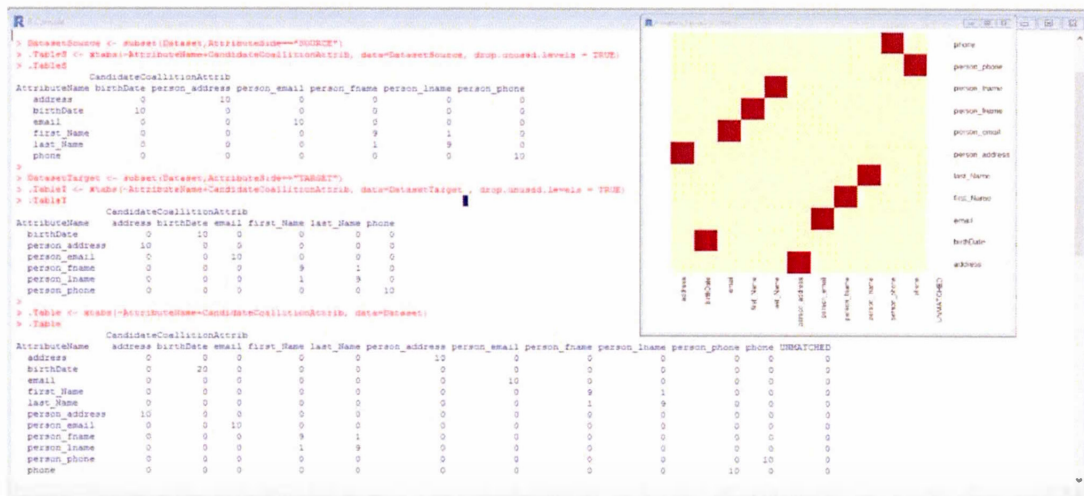 > DatasetSource <- subset(Dataset,AttributeSide=="SOURCE")
> .TableS <- xtabs(~AttributeName+CandidateCoallitionAttrib, data=DatasetSource, drop.unused.levels = TRUE)
> .TableS
CandidateCoallitionAttrib
AttributeName birthDate person_address person_email person_fname person_lname person_phone
address 0 10 0 0 0 0
birthDate 10 0 0 0 0 0
email 0 0 10 0 0 0
first_Name 0 0 0 9 1 0
last_Name 0 0 0 1 9 0
phone 0 0 0 0 0 10
>
> DatasetTarget <- subset(Dataset,AttributeSide=="TARGET")
> .TableT <- xtabs(~AttributeName+CandidateCoallitionAttrib, data=DatasetTarget , drop.unused.levels = TRUE)
> .TableT
CandidateCoallitionAttrib
AttributeName address birthDate email first_Name last_Name phone
birthDate 0 10 0 0 0 0
person_address 10 0 0 0 0 0
person_email 0 0 10 0 0 0
person_fname 0 0 0 9 1 0
person_lname 0 0 0 1 9 0
person_phone 0 0 0 0 0 10
>
> .Table <- xtabs(~AttributeName+CandidateCoallitionAttrib, data=Dataset)
> .Table
CandidateCoallitionAttrib
AttributeName address birthDate email first_Name last_Name person_address person_email person_fname person_lname person_phone phone UNMATCHED
address 0 0 0 0 0 10 0 0 0 0 0 0
birthDate 0 20 0 0 0 0 0 0 0 0 0 0
email 0 0 0 0 0 0 10 0 0 0 0 0
first_Name 0 0 0 0 0 0 0 9 1 0 0 0
last_Name 0 0 0 0 0 0 0 1 9 0 0 0
person_address 10 0 0 0 0 0 0 0 0 0 0 0
person_email 0 0 10 0 0 0 0 0 0 0 0 0
person_fname 0 0 0 9 1 0 0 0 0 0 0 0
person_lname 0 0 0 1 9 0 0 0 0 0 0 0
person_phone 0 0 0 0 0 0 0 0 0 0 10 0
phone 0 0 0 0 0 0 0 0 0 10 0 0
phone
person_phone
person_lname
person_fname
person_email
person_address
last_Name
first_Name
email
birthDate
address
address
birthDate
email
first_Name
last_Name
person_address
person_email
person_fname
person_lname
person_phone
phone
UNMATCHED